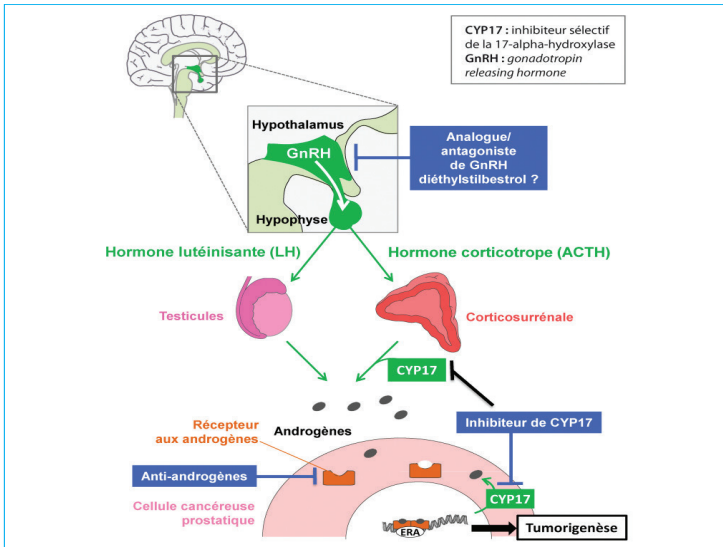 CYP17 : inhibiteur sélectif
de la 17-alpha-hydroxylase
GnRH : gonadotropin
releasing hormone
Hypothalamus
GnRH
Hypophyse
Analogue/
antagoniste
de GnRH
diéthylstilbestrol ?
Hormone lutéinisante (LH)
Hormone corticotrope (ACTH)
Testicules
Corticosurrénale
CYP17
Androgènes
Inhibiteur de CYP17
Récepteur
aux androgènes
Anti-androgènes
Cellule cancéreuse
prostatique
CYP17
ERA
Tumorigenèse